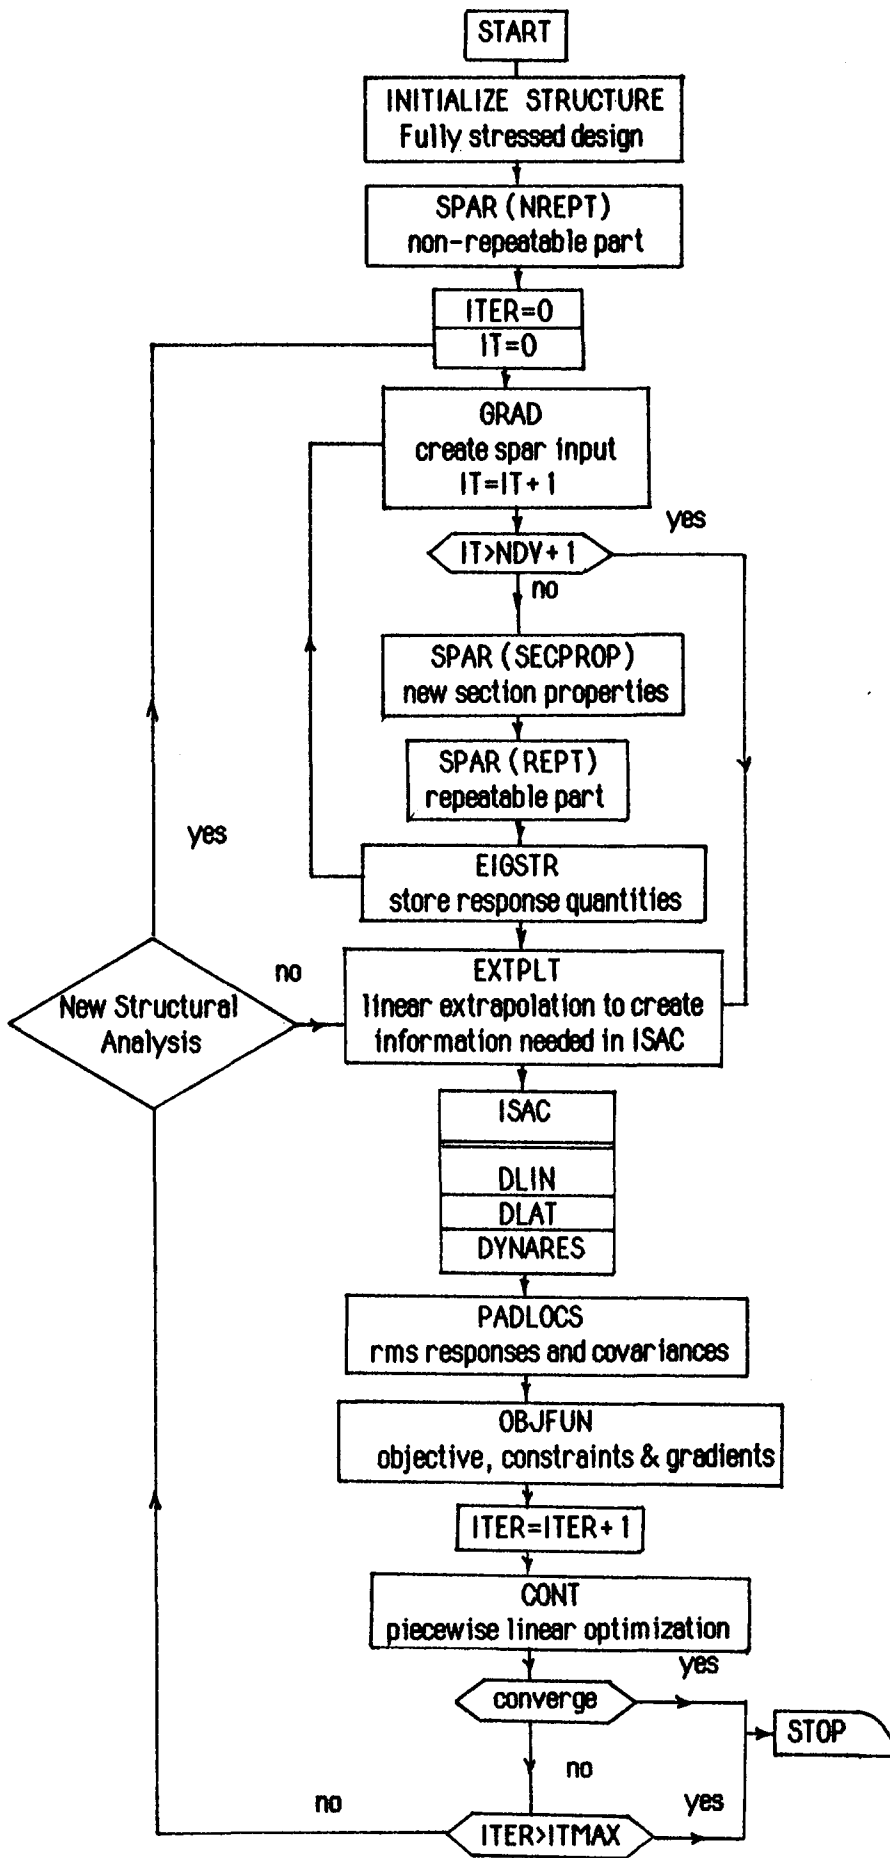 START
INITIALIZE STRUCTURE
Fully stressed design
SPAR (NREPT)
non-repeatable part
ITER=0
IT=0
GRAD
create spar input
IT=IT+1
yes
IT>NDV+1
no
SPAR (SECPROP)
new section properties
SPAR (REPT)
repeatable part
yes
EIGSTR
store response quantities
no
New Structural
Analysis
EXTPLT
linear extrapolation to create
information needed in ISAC
ISAC
DLIN
DLAT
DYNARES
PADLOCS
rms responses and covariances
OBJFUN
objective, constraints & gradients
ITER=ITER+1
CONT
piecewise linear optimization
yes
converge
STOP
no
no
yes
ITER>ITMAX